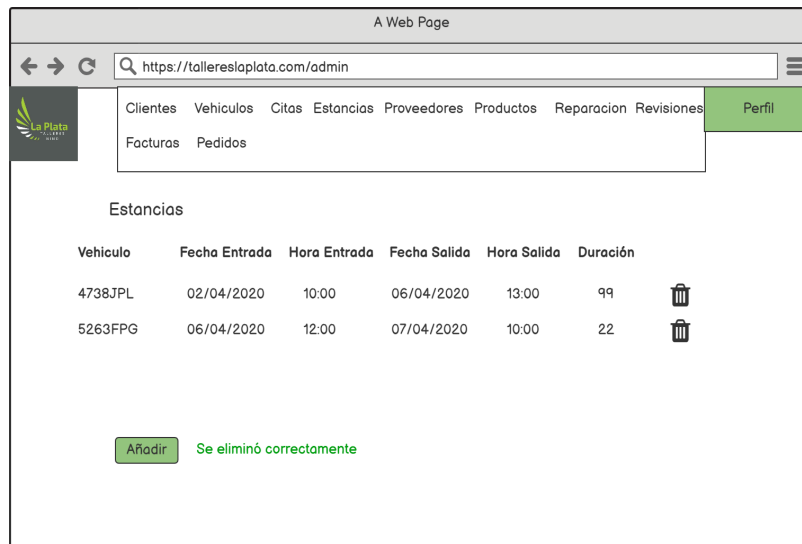 A Web Page
https://tallereslaplata.com/admin
La Plata
TALLERES
Clientes Vehiculos Citas Estancias Proveedores Productos Reparacion Revisiones Perfil
Facturas Pedidos
Estancias
Vehiculo Fecha Entrada Hora Entrada Fecha Salida Hora Salida Duración
4738JPL 02/04/2020 10:00 06/04/2020 13:00 99
5263FPG 06/04/2020 12:00 07/04/2020 10:00 22
Añadir Se eliminó correctamente